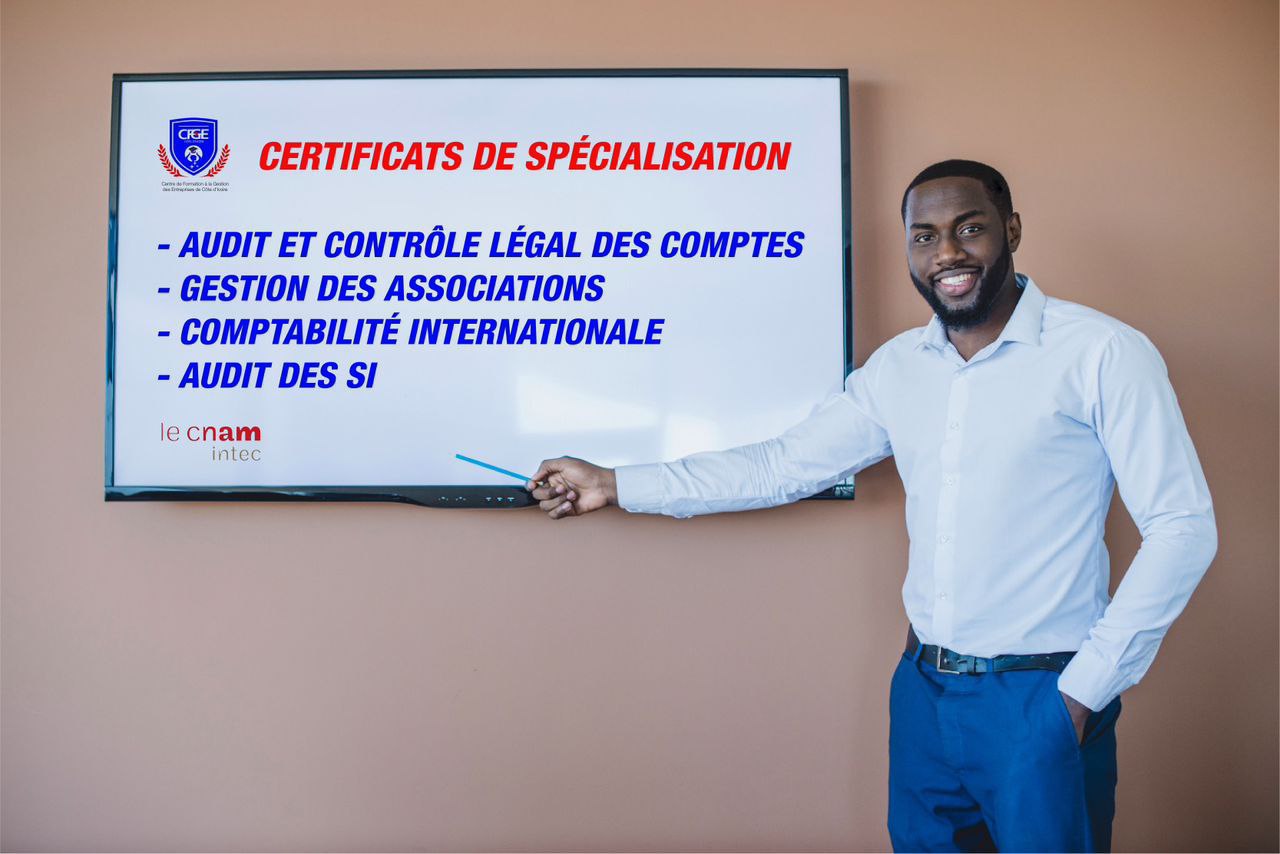 CFGE
Centre de Formation à la Gestion
des Entreprises de Côte d'Ivoire
CERTIFICATS DE SPÉCIALISATION
- AUDIT ET CONTRÔLE LÉGAL DES COMPTES
- GESTION DES ASSOCIATIONS
- COMPTABILITÉ INTERNATIONALE
- AUDIT DES SI
le cnam
intec